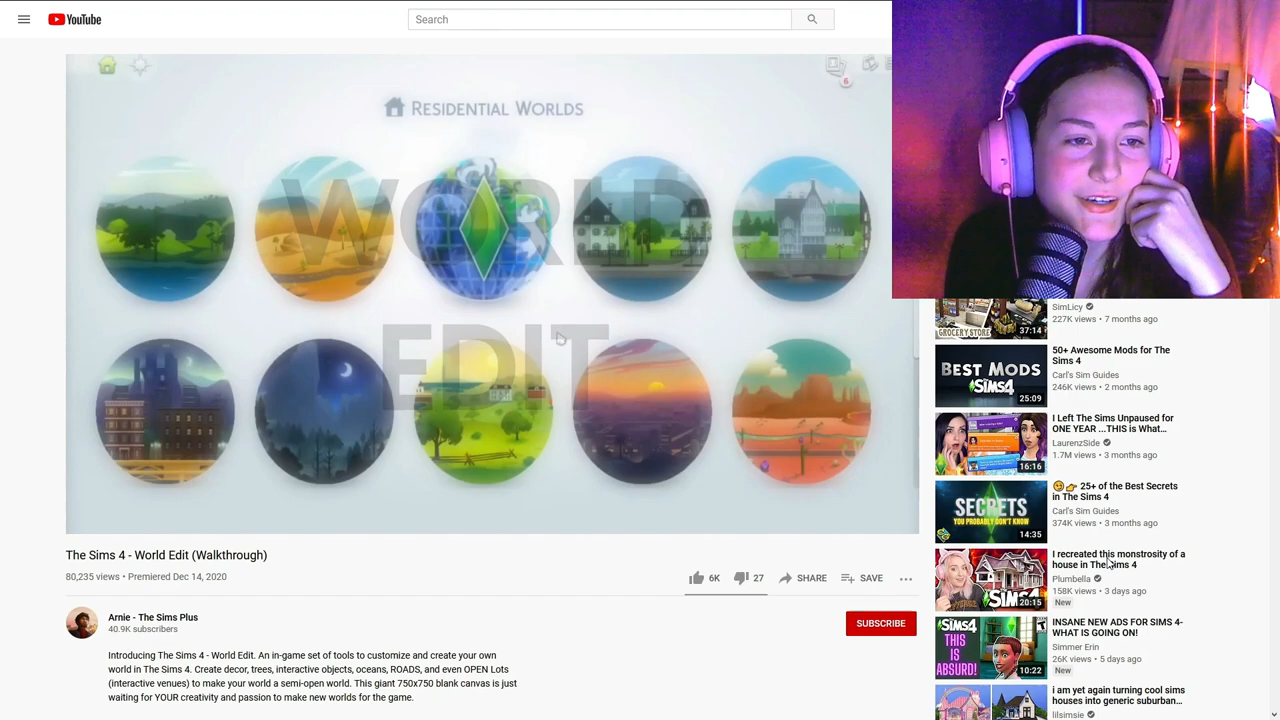 YouTube
Search
6
RESIDENTIAL WORLDS
WORLD
EDIT
The Sims 4 - World Edit (Walkthrough)
80,235 views • Premiered Dec 14, 2020
6K
27
SHARE
SAVE
Arnie - The Sims Plus
40.9K subscribers
SUBSCRIBE
Introducing The Sims 4 - World Edit. An in-game set of tools to customize and create your own
world in The Sims 4. Create decor, trees, interactive objects, oceans, ROADS, and even OPEN Lots
(interactive venues) to make your world a semi-open world. This giant 750x750 blank canvas is just
waiting for YOUR creativity and passion to make new worlds for the game.
GROCERY STORE
37:14
SimLicy
227K views • 7 months ago
BEST MODS
SIMS4
25:09
50+ Awesome Mods for The
Sims 4
Carl's Sim Guides
246K views • 2 months ago
16:16
I Left The Sims Unpaused for
ONE YEAR ...THIS is What...
LaurenzSide
1.7M views • 3 months ago
SECRETS
YOU PROBABLY DON'T KNOW
14:35
😏👉 25+ of the Best Secrets
in The Sims 4
Carl's Sim Guides
374K views • 3 months ago
SIMS
20:15
I recreated this monstrosity of a
house in The Sims 4
Plumbella
158K views • 3 days ago
New
SIMS4
THIS
IS
ABSURD!
10:22
INSANE NEW ADS FOR SIMS 4-
WHAT IS GOING ON!
Simmer Erin
26K views • 5 days ago
New
i am yet again turning cool sims
houses into generic suburban...
lilsimsie